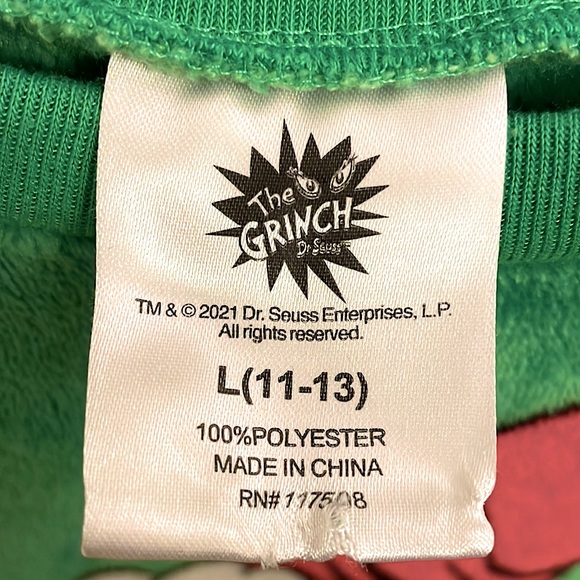 The
GRINCH
Dr. Seuss
TM & © 2021 Dr. Seuss Enterprises, L.P.
All rights reserved.
L(11-13)
100%POLYESTER
MADE IN CHINA
RN#